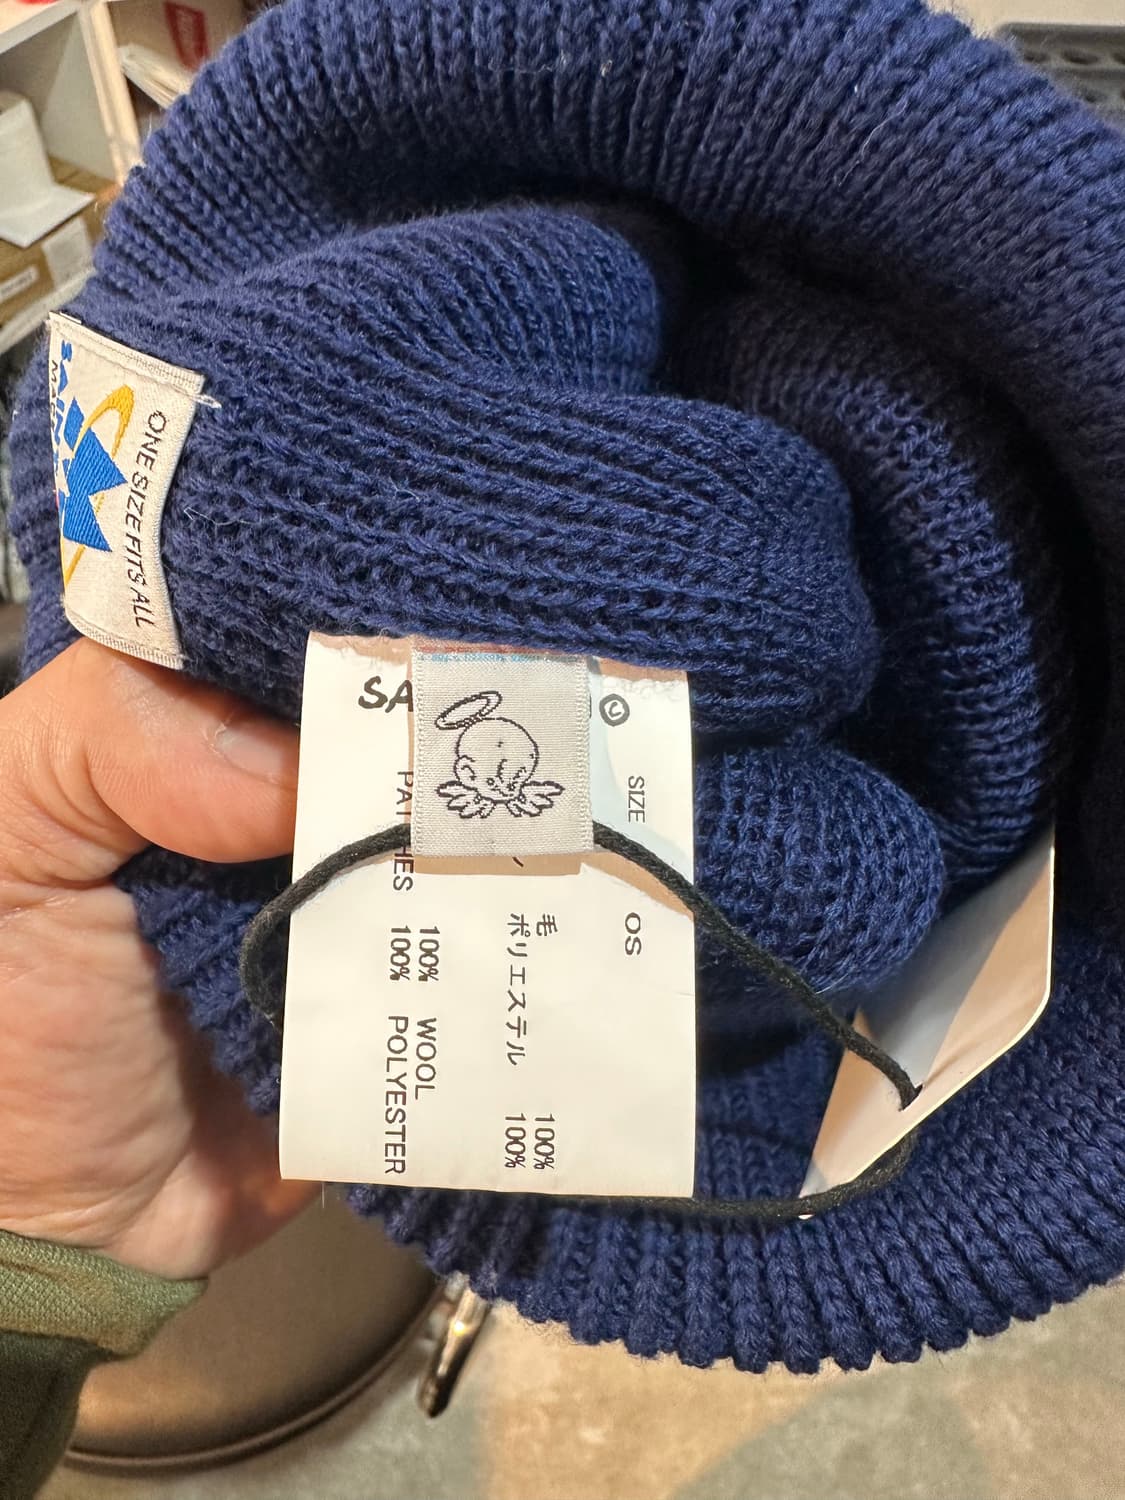 ONE SIZE FITS ALL
SA
SIZE OS
毛 100%
ポリエステル 100%
100% WOOL
100% POLYESTER